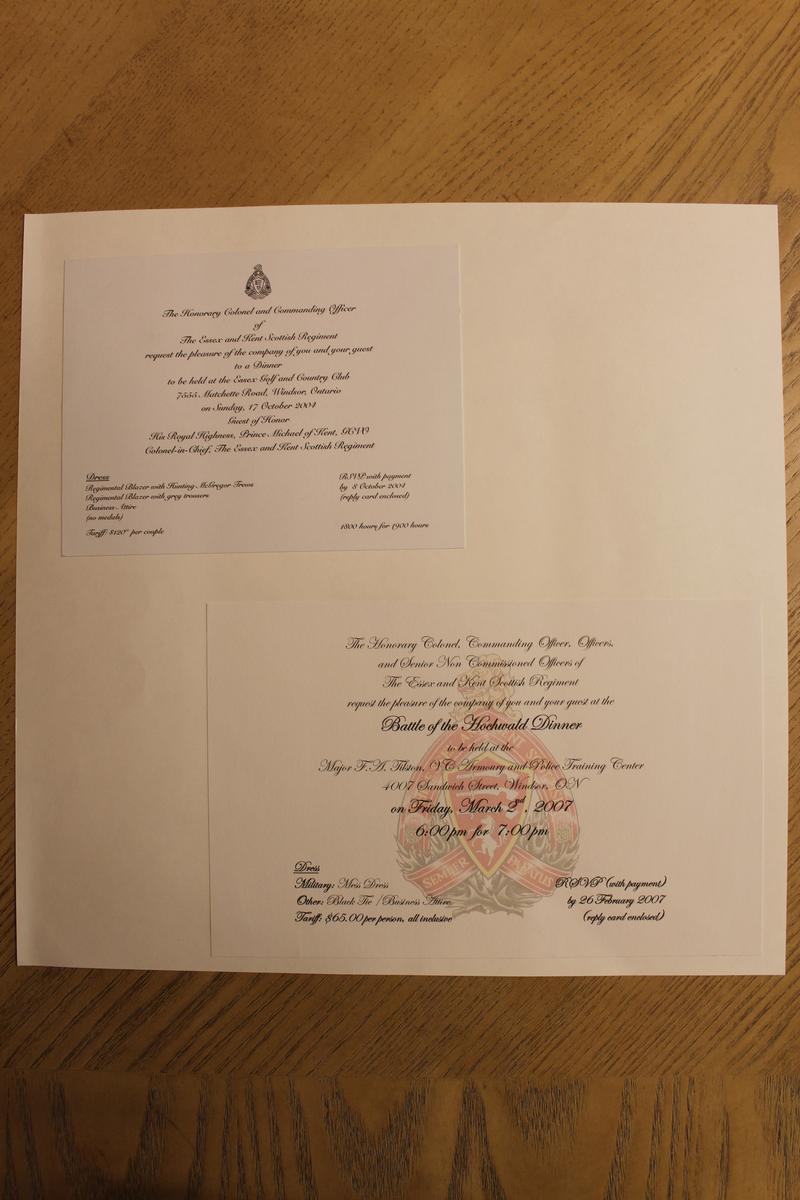 The Honorary Colonel and Commanding Officer
of
The Essex and Kent Scottish Regiment
request the pleasure of the company of you and your guest
to a Dinner
to be held at the Essex Golf and Country Club
7555 Matchette Road, Windsor, Ontario
on Sunday, 17 October 2004
Guest of Honor
His Royal Highness, Prince Michael of Kent, GCVO
Colonel-in-Chief, The Essex and Kent Scottish Regiment
Dress
Regimental Blazer with Hunting McGregor Trews
Regimental Blazer with grey trousers
Business Attire
(no medals)
Tariff: $120 per couple
RSVP with payment
by 8 October 2004
(reply card enclosed)
1800 hours for 1900 hours
The Honorary Colonel, Commanding Officer, Officers,
and Senior Non Commissioned Officers of
The Essex and Kent Scottish Regiment
request the pleasure of the company of you and your guest at the
Battle of the Hochwald Dinner
to be held at the
Major F.A. Tilston, VC Armoury and Police Training Center
4007 Sandwich Street, Windsor, ON
on Friday, March 2nd, 2007
6:00pm for 7:00pm
SEMPER PARATUS
Dress
Military: Mess Dress
Other: Black Tie / Business Attire
Tariff: $65.00 per person, all inclusive
RSVP (with payment)
by 26 February 2007
(reply card enclosed)